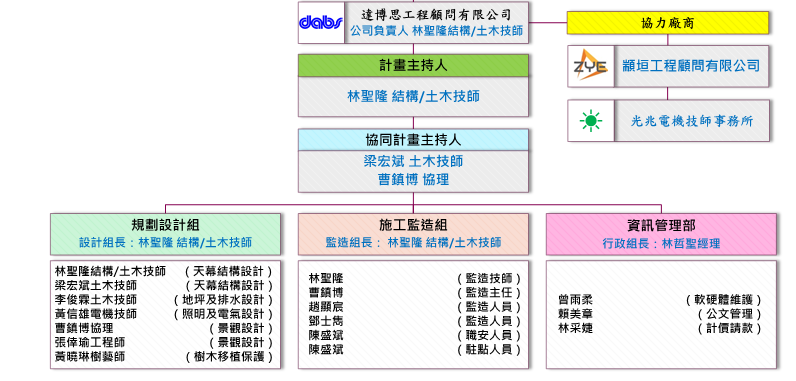 dabs
達博思工程顧問有限公司
公司負責人 林聖隆結構/土木技師
協力廠商
ZYE
顓垣工程顧問有限公司
光兆電機技師事務所
計畫主持人
林聖隆 結構/土木技師
協同計畫主持人
梁宏斌 土木技師
曹鎮博 協理
規劃設計組
設計組長：林聖隆 結構/土木技師
林聖隆結構/土木技師 （天幕結構設計）
梁宏斌土木技師 （天幕結構設計）
李俊霖土木技師 （地坪及排水設計）
黃信雄電機技師 （照明及電氣設計）
曹鎮博協理 （景觀設計）
張倖瑜工程師 （景觀設計）
黃曉琳樹藝師 （樹木移植保護）
施工監造組
監造組長： 林聖隆 結構/土木技師
林聖隆 （監造技師）
曹鎮博 （監造主任）
趙顯宸 （監造人員）
鄧士雋 （監造人員）
陳盛斌 （職安人員）
陳盛斌 （駐點人員）
資訊管理部
行政組長：林哲聖經理
曾雨柔 （軟硬體維護）
賴美章 （公文管理）
林采婕 （計價請款）